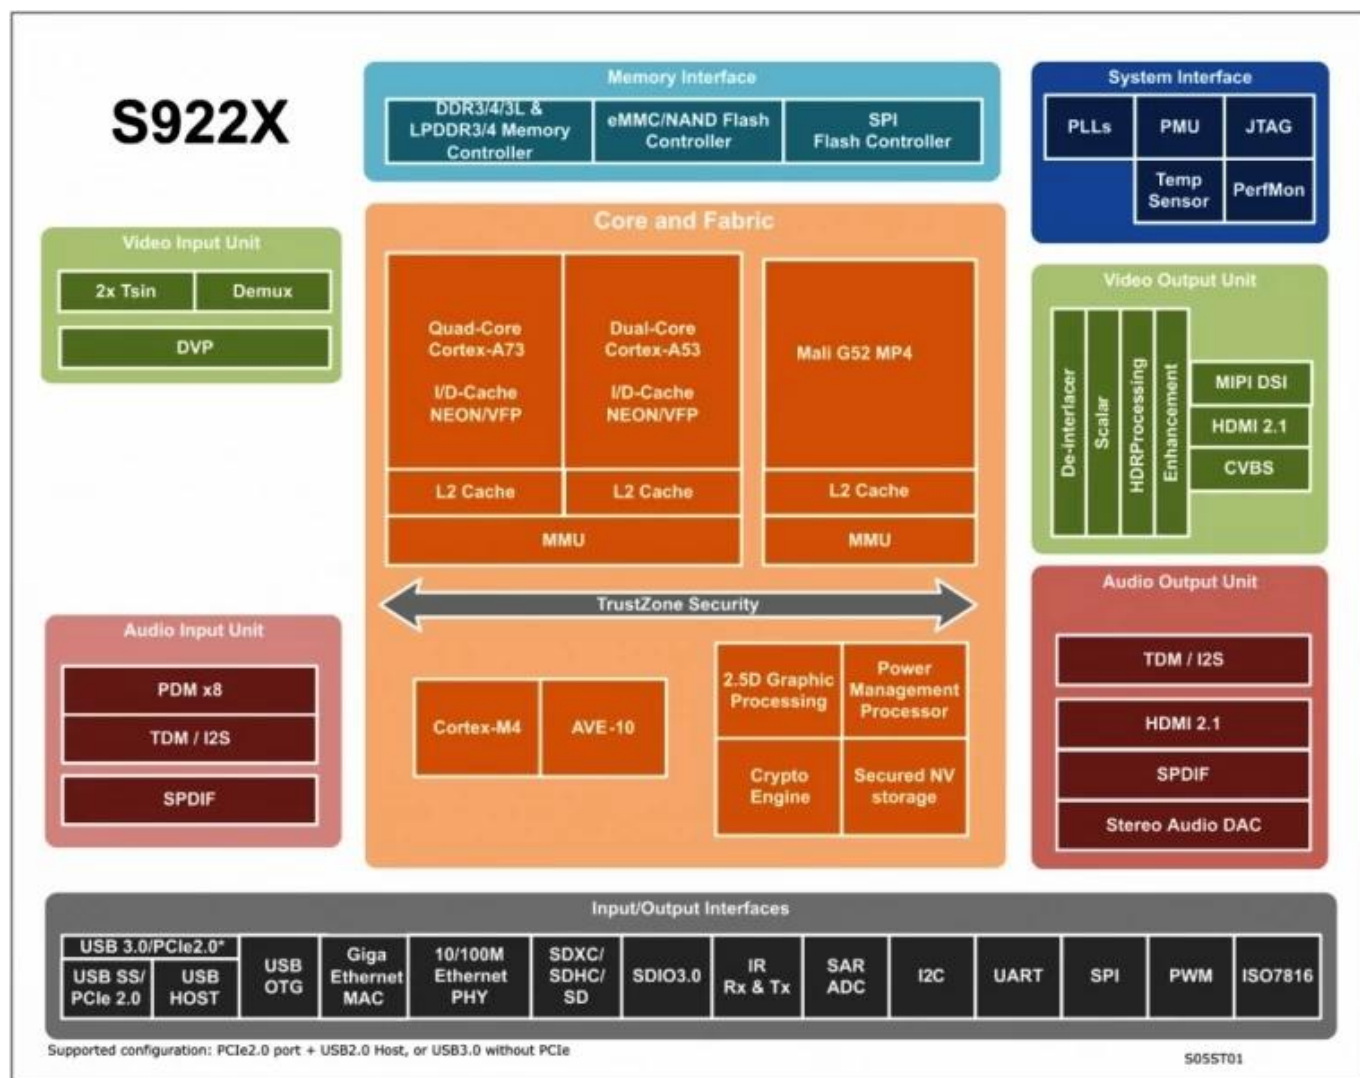 S922X
Memory Interface
DDR3/4/3L &
LPDDR3/4 Memory
Controller
eMMC/NAND Flash
Controller
SPI
Flash Controller
System Interface
PLLs
PMU
JTAG
Temp
Sensor
PerfMon
Video Input Unit
2x Tsin
Demux
DVP
Core and Fabric
Quad-Core
Cortex-A73
I/D-Cache
NEON/VFP
Dual-Core
Cortex-A53
I/D-Cache
NEON/VFP
Mali G52 MP4
L2 Cache
L2 Cache
L2 Cache
MMU
MMU
TrustZone Security
Cortex-M4
AVE-10
2.5D Graphic
Processing
Power
Management
Processor
Crypto
Engine
Secured NV
storage
Video Output Unit
De-interlacer
Scalar
HDRProcessing
Enhancement
MIPI DSI
HDMI 2.1
CVBS
Audio Input Unit
PDM x8
TDM / I2S
SPDIF
Audio Output Unit
TDM / I2S
HDMI 2.1
SPDIF
Stereo Audio DAC
Input/Output Interfaces
USB 3.0/PCIe2.0*
USB SS/
PCIe 2.0
USB
HOST
USB
OTG
Giga
Ethernet
MAC
10/100M
Ethernet
PHY
SDXC/
SDHC/
SD
SDIO3.0
IR
Rx & Tx
SAR
ADC
I2C
UART
SPI
PWM
ISO7816
Supported configuration: PCIe2.0 port + USB2.0 Host, or USB3.0 without PCIe
S05ST01